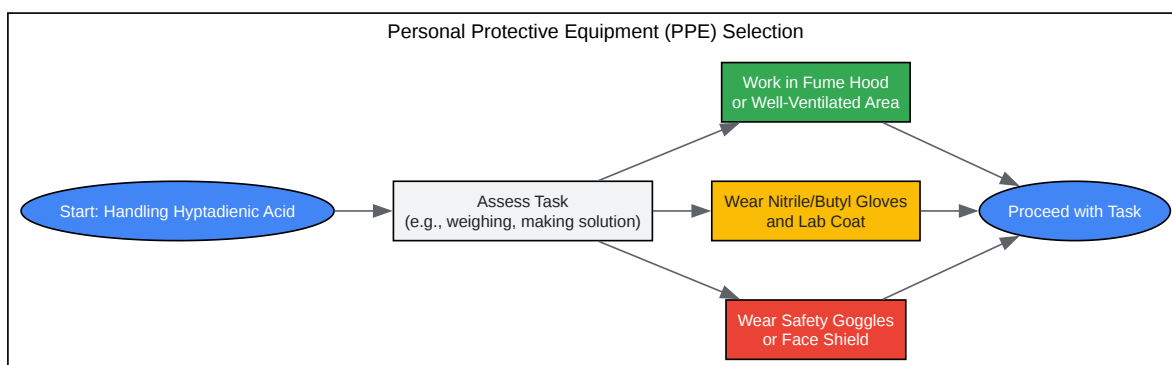 Personal Protective Equipment (PPE) Selection
Work in Fume Hood
or Well-Ventilated Area
Start: Handling Hyptadienic Acid
Assess Task
(e.g., weighing, making solution)
Wear Nitrile/Butyl Gloves
and Lab Coat
Proceed with Task
Wear Safety Goggles
or Face Shield